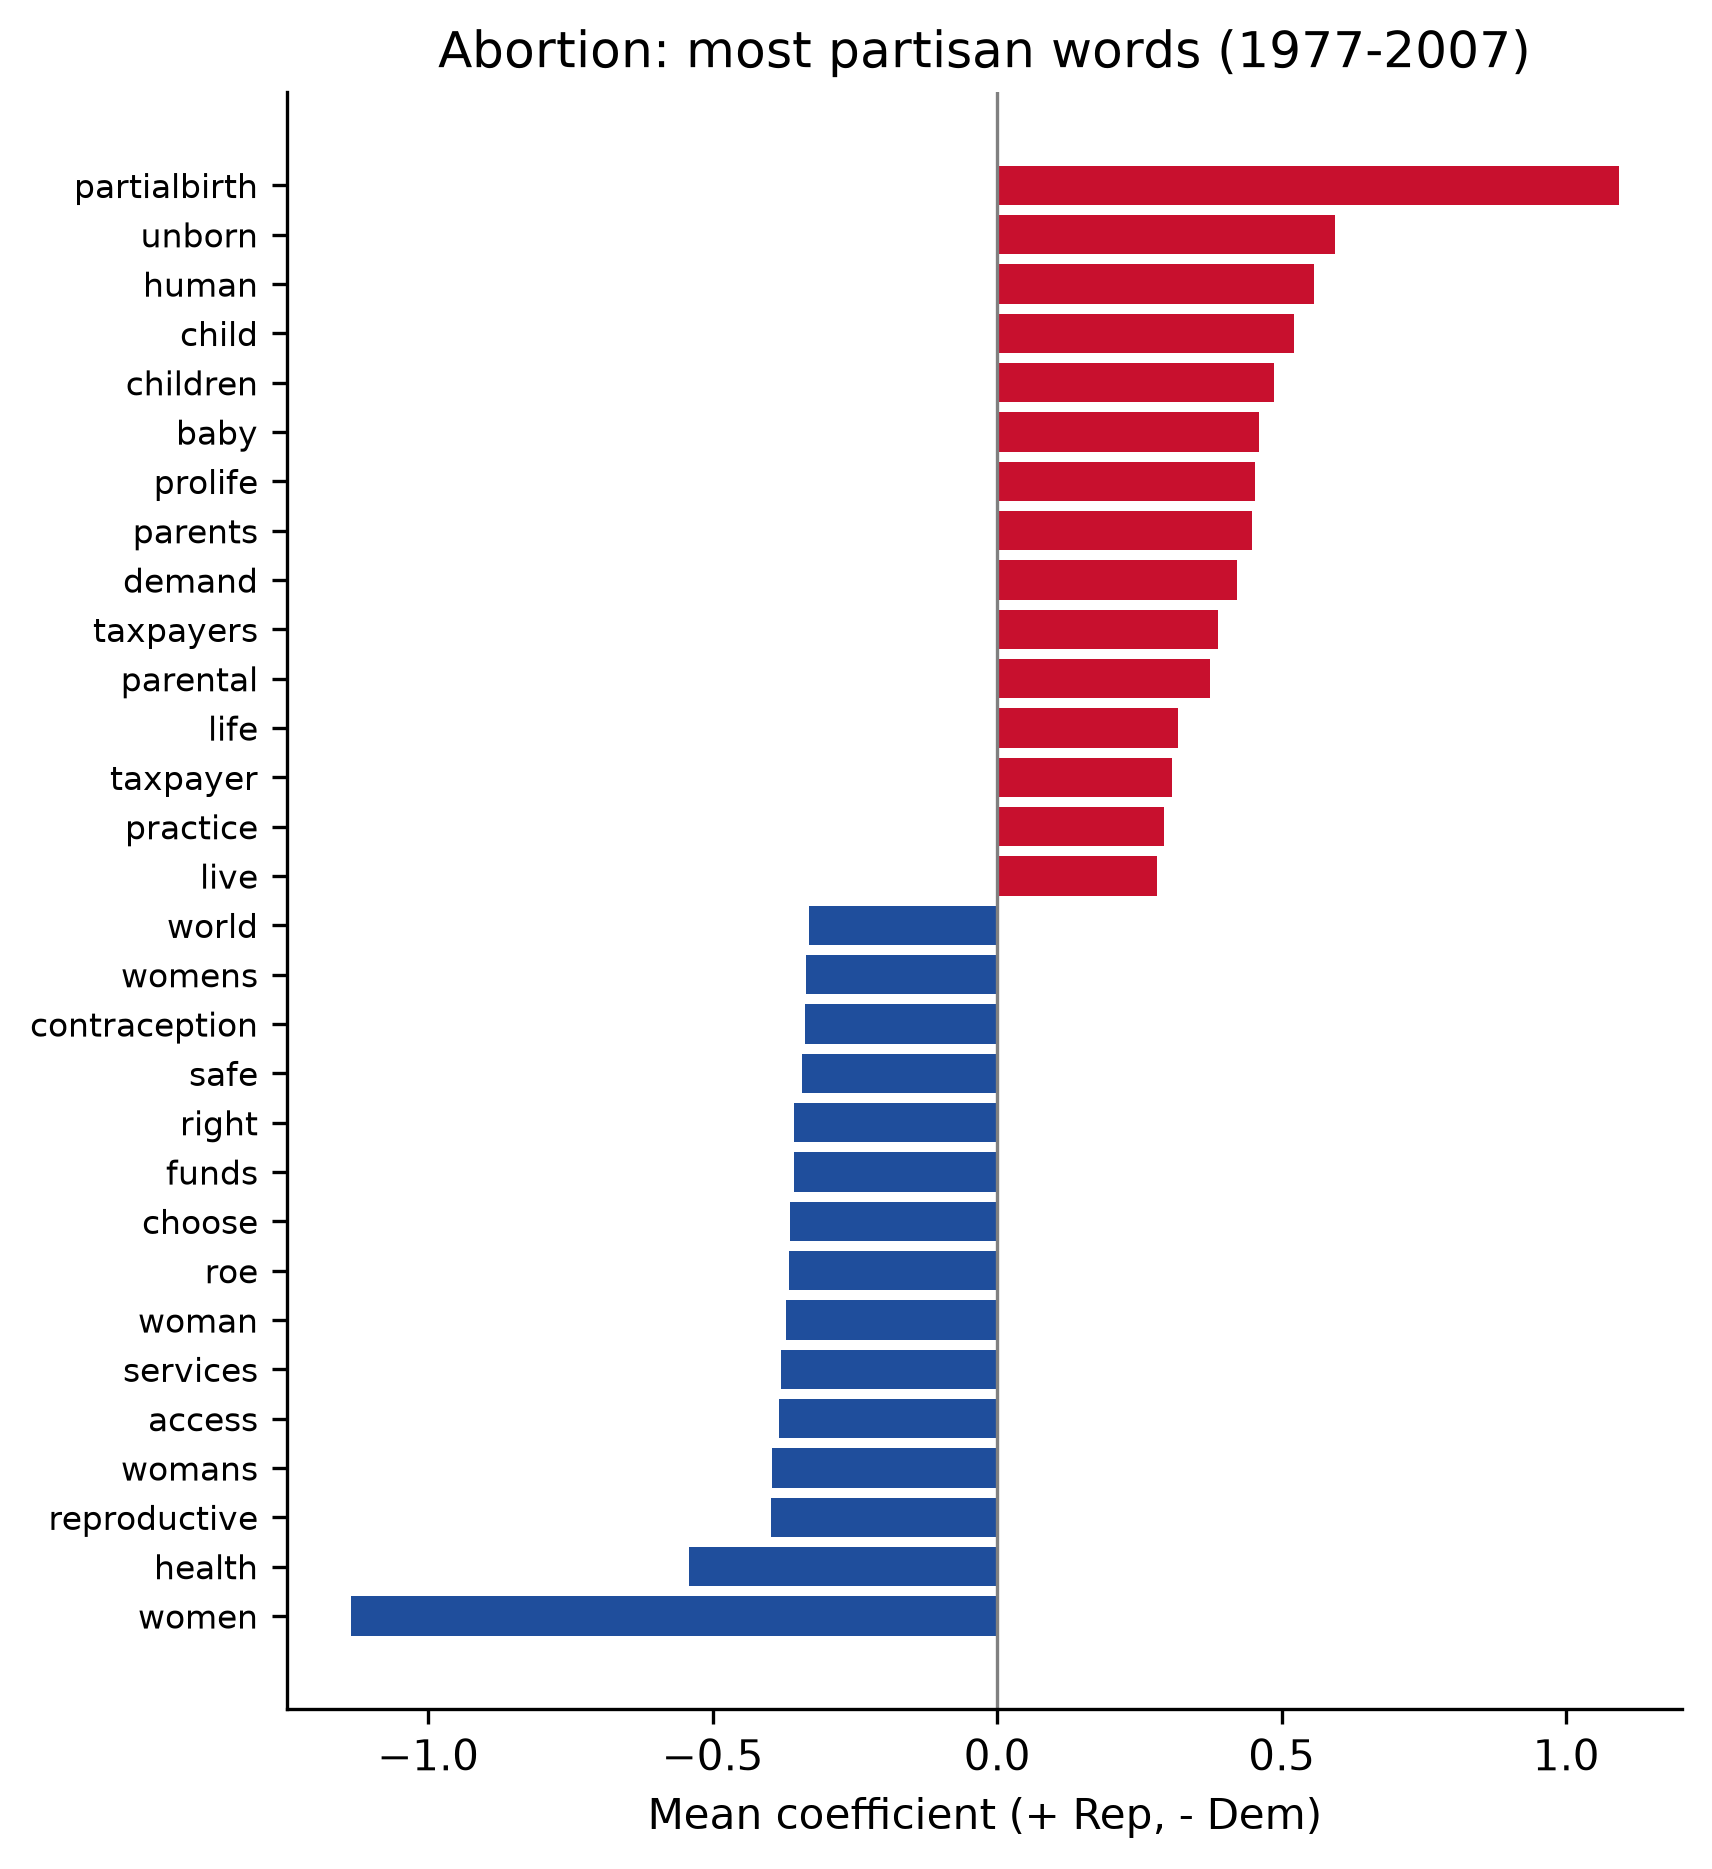 Abortion: most partisan words (1977-2007)
partialbirth
unborn
human
child
children
baby
prolife
parents
demand
taxpayers
parental
life
taxpayer
practice
live
world
womens
contraception
safe
right
funds
choose
roe
woman
services
access
womans
reproductive
health
women
−1.0 −0.5 0.0 0.5 1.0
Mean coefficient (+ Rep, - Dem)